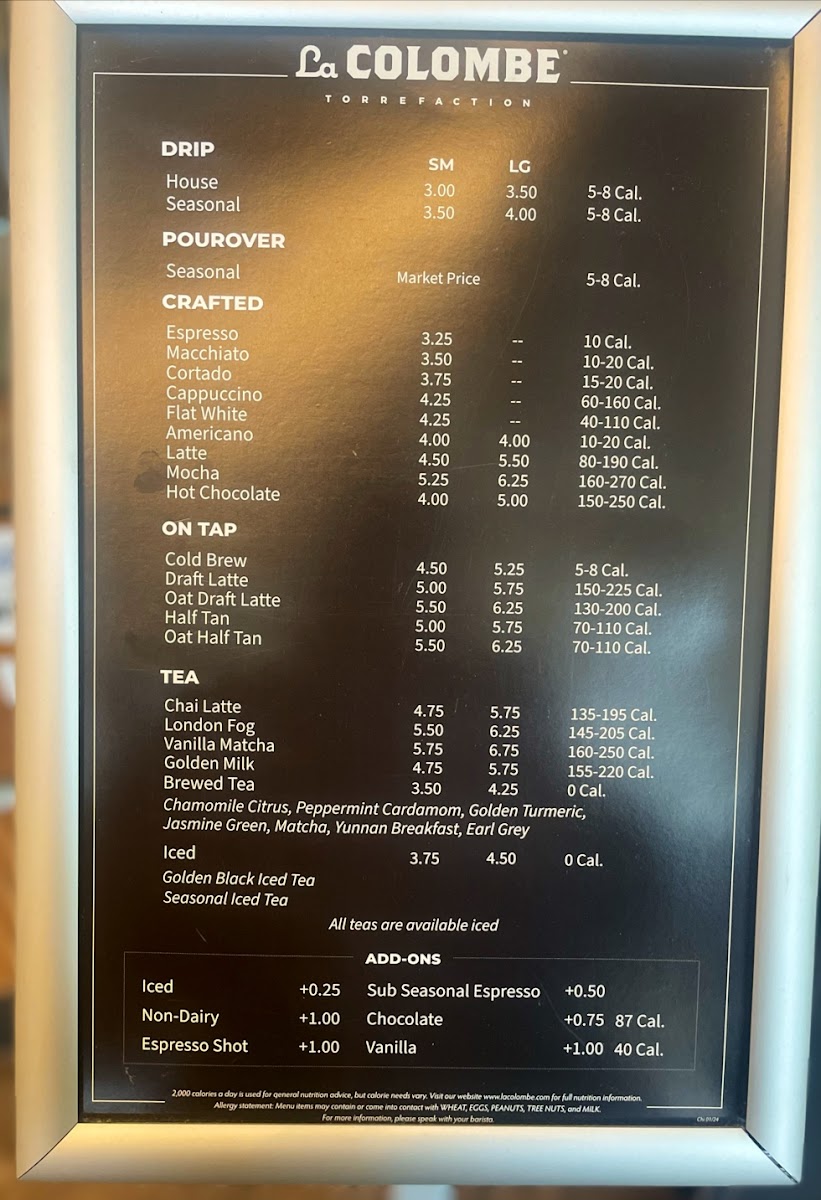 La COLOMBE
TORREFACTION
DRIP SM LG
House 3.00 3.50 5-8 Cal.
Seasonal 3.50 4.00 5-8 Cal.
POUROVER
Seasonal Market Price 5-8 Cal.
CRAFTED
Espresso 3.25 -- 10 Cal.
Macchiato 3.50 -- 10-20 Cal.
Cortado 3.75 -- 15-20 Cal.
Cappuccino 4.25 -- 60-160 Cal.
Flat White 4.25 -- 40-110 Cal.
Americano 4.00 4.00 10-20 Cal.
Latte 4.50 5.50 80-190 Cal.
Mocha 5.25 6.25 160-270 Cal.
Hot Chocolate 4.00 5.00 150-250 Cal.
ON TAP
Cold Brew 4.50 5.25 5-8 Cal.
Draft Latte 5.00 5.75 150-225 Cal.
Oat Draft Latte 5.50 6.25 130-200 Cal.
Half Tan 5.00 5.75 70-110 Cal.
Oat Half Tan 5.50 6.25 70-110 Cal.
TEA
Chai Latte 4.75 5.75 135-195 Cal.
London Fog 5.50 6.25 145-205 Cal.
Vanilla Matcha 5.75 6.75 160-250 Cal.
Golden Milk 4.75 5.75 155-220 Cal.
Brewed Tea 3.50 4.25 0 Cal.
Chamomile Citrus, Peppermint Cardamom, Golden Turmeric,
Jasmine Green, Matcha, Yunnan Breakfast, Earl Grey
Iced 3.75 4.50 0 Cal.
Golden Black Iced Tea
Seasonal Iced Tea
All teas are available iced
ADD-ONS
Iced +0.25 Sub Seasonal Espresso +0.50
Non-Dairy +1.00 Chocolate +0.75 87 Cal.
Espresso Shot +1.00 Vanilla +1.00 40 Cal.
2,000 calories a day is used for general nutrition advice, but calorie needs vary. Visit our website www.lacolombe.com for full nutrition information.
Allergy statement: Menu items may contain or come into contact with WHEAT, EGGS, PEANUTS, TREE NUTS, and MILK.
For more information, please speak with your barista.
Chi 01/24